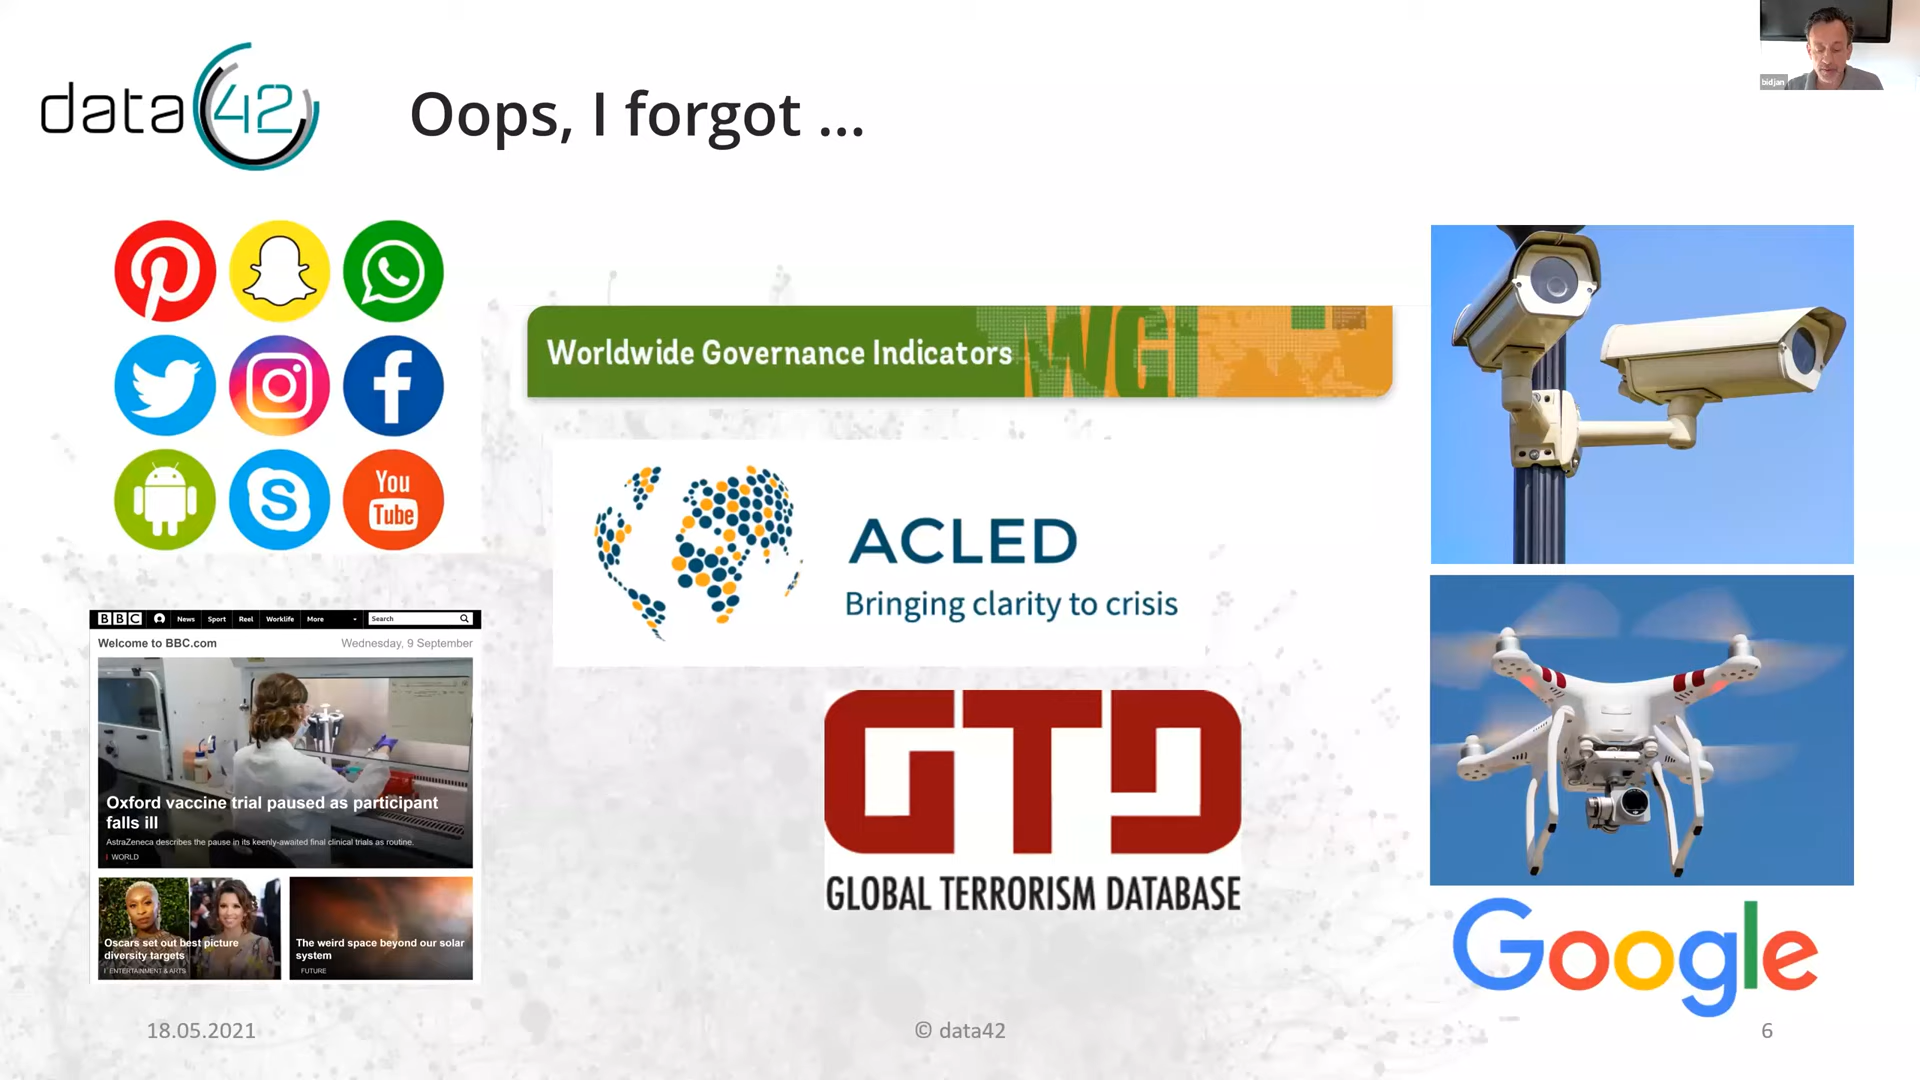 bidjan
data42
Oops, I forgot ...
You
Tube
Worldwide Governance Indicators
WGI
ACLED
Bringing clarity to crisis
GTD
GLOBAL TERRORISM DATABASE
BBC News Sport Reel Worklife More Search
Welcome to BBC.com Wednesday, 9 September
Oxford vaccine trial paused as participant
falls ill
AstraZeneca describes the pause in its keenly-awaited final clinical trials as routine.
WORLD
Oscars set out best picture
diversity targets
ENTERTAINMENT & ARTS
The weird space beyond our solar
system
FUTURE
Google
18.05.2021
© data42
6